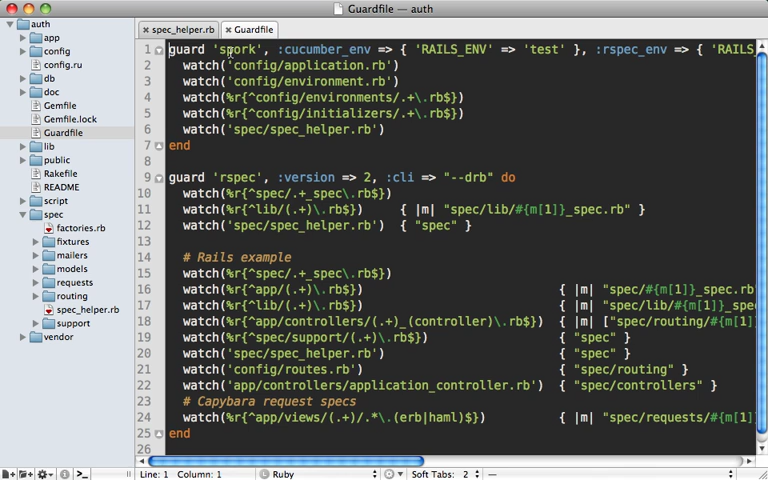 Guardfile — auth
auth
app
config
config.ru
db
doc
Gemfile
Gemfile.lock
Guardfile
lib
public
Rakefile
README
script
spec
factories.rb
fixtures
mailers
models
requests
routing
spec_helper.rb
support
vendor
spec_helper.rb
Guardfile
1 guard 'spork', :cucumber_env => { 'RAILS_ENV' => 'test' }, :rspec_env => { 'RAILS_
2 watch('config/application.rb')
3 watch('config/environment.rb')
4 watch(%r{^config/environments/.+\.rb$})
5 watch(%r{^config/initializers/.+\.rb$})
6 watch('spec/spec_helper.rb')
7 end
8
9 guard 'rspec', :version => 2, :cli => "--drb" do
10 watch(%r{^spec/.+_spec\.rb$})
11 watch(%r{^lib/(.+)\.rb$}) { |m| "spec/lib/#{m[1]}_spec.rb" }
12 watch('spec/spec_helper.rb') { "spec" }
13
14 # Rails example
15 watch(%r{^spec/.+_spec\.rb$})
16 watch(%r{^app/(.+)\.rb$}) { |m| "spec/#{m[1]}_spec.rb"
17 watch(%r{^lib/(.+)\.rb$}) { |m| "spec/lib/#{m[1]}_spe
18 watch(%r{^app/controllers/(.+)_(controller)\.rb$}) { |m| ["spec/routing/#{m[1]
19 watch(%r{^spec/support/(.+)\.rb$}) { "spec" }
20 watch('spec/spec_helper.rb') { "spec" }
21 watch('config/routes.rb') { "spec/routing" }
22 watch('app/controllers/application_controller.rb') { "spec/controllers" }
23 # Capybara request specs
24 watch(%r{^app/views/(.+)/.*\.(erb|haml)$}) { |m| "spec/requests/#{m[1]
25 end
26
Line: 1 Column: 1
Ruby
Soft Tabs: 2
—